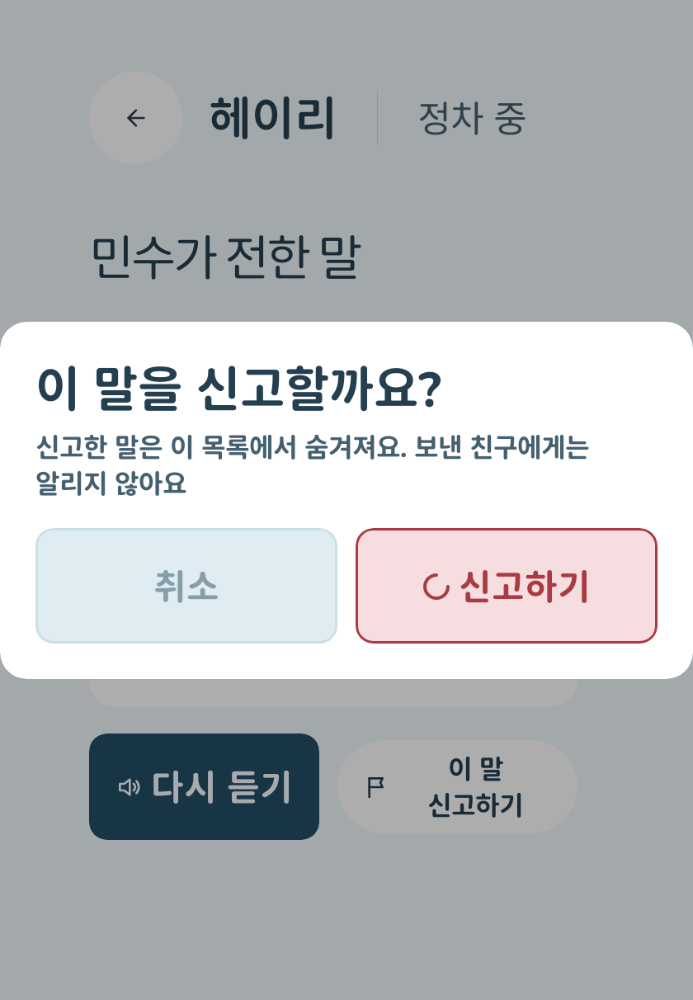 헤이리
정차 중
민수가 전한 말
이 말을 신고할까요?
신고한 말은 이 목록에서 숨겨져요. 보낸 친구에게는
알리지 않아요
취소
신고하기
다시 듣기
이 말
신고하기